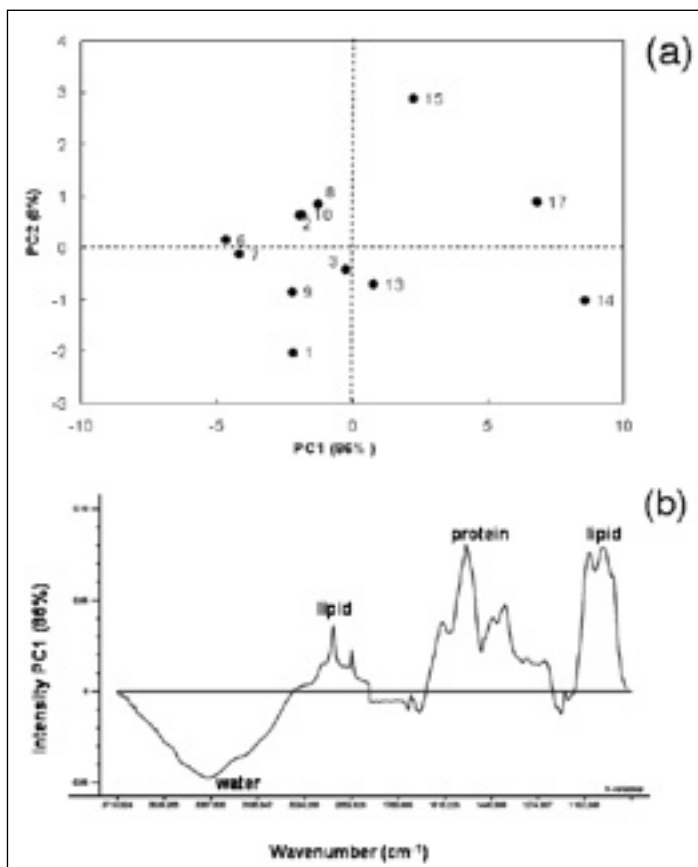 (a)
4
3
15
2
8
1
17
10
2
PC2 (8%)
6
0
7
3
13
9
14
-1
1
-2
-3
-10
-5
0
5
10
PC1 (86%)
(b)
protein
lipid
lipid
Intensity PC1 (86%)
0
water
Wavenumber (cm⁻¹)